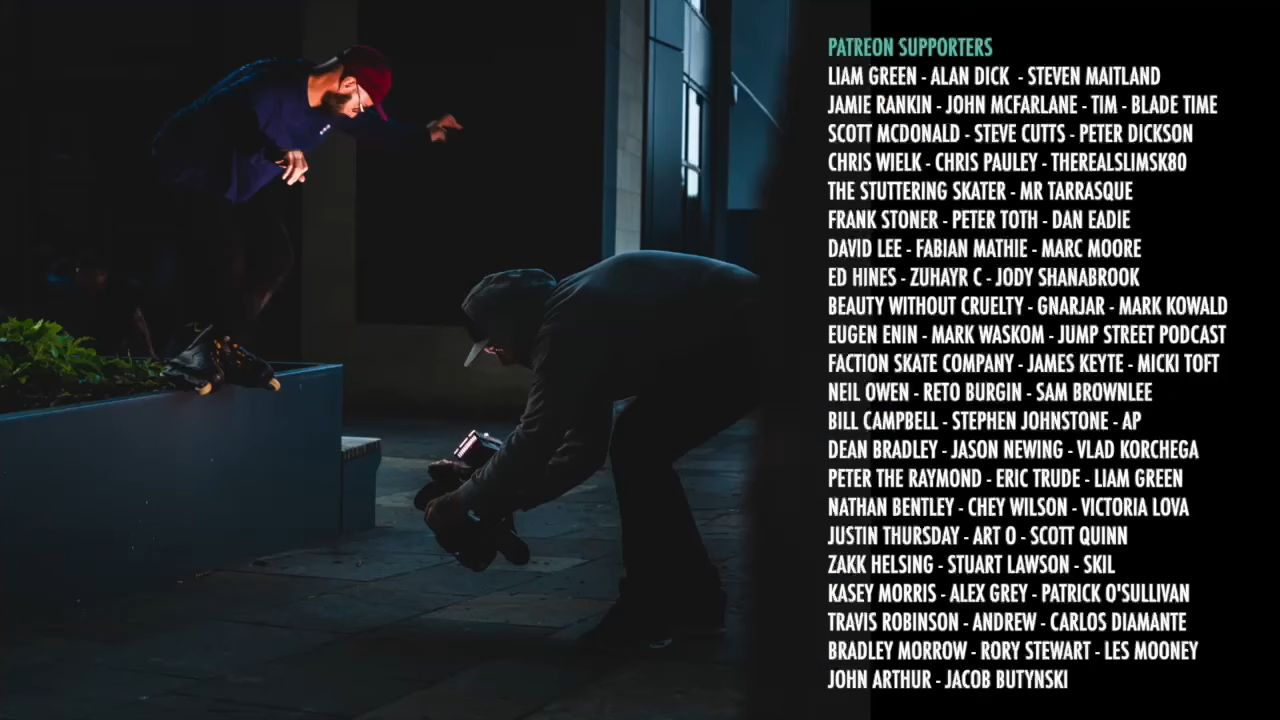 PATREON SUPPORTERS
LIAM GREEN - ALAN DICK - STEVEN MAITLAND
JAMIE RANKIN - JOHN MCFARLANE - TIM - BLADE TIME
SCOTT MCDONALD - STEVE CUTTS - PETER DICKSON
CHRIS WIELK - CHRIS PAULEY - THEREALSLIMSK80
THE STUTTERING SKATER - MR TARRASQUE
FRANK STONER - PETER TOTH - DAN EADIE
DAVID LEE - FABIAN MATHIE - MARC MOORE
ED HINES - ZUHAYR C - JODY SHANABROOK
BEAUTY WITHOUT CRUELTY - GNARJAR - MARK KOWALD
EUGEN ENIN - MARK WASKOM - JUMP STREET PODCAST
FACTION SKATE COMPANY - JAMES KEYTE - MICKI TOFT
NEIL OWEN - RETO BURGIN - SAM BROWNLEE
BILL CAMPBELL - STEPHEN JOHNSTONE - AP
DEAN BRADLEY - JASON NEWING - VLAD KORCHEGA
PETER THE RAYMOND - ERIC TRUDE - LIAM GREEN
NATHAN BENTLEY - CHEY WILSON - VICTORIA LOVA
JUSTIN THURSDAY - ART O - SCOTT QUINN
ZAKK HELSING - STUART LAWSON - SKIL
KASEY MORRIS - ALEX GREY - PATRICK O'SULLIVAN
TRAVIS ROBINSON - ANDREW - CARLOS DIAMANTE
BRADLEY MORROW - RORY STEWART - LES MOONEY
JOHN ARTHUR - JACOB BUTYNSKI